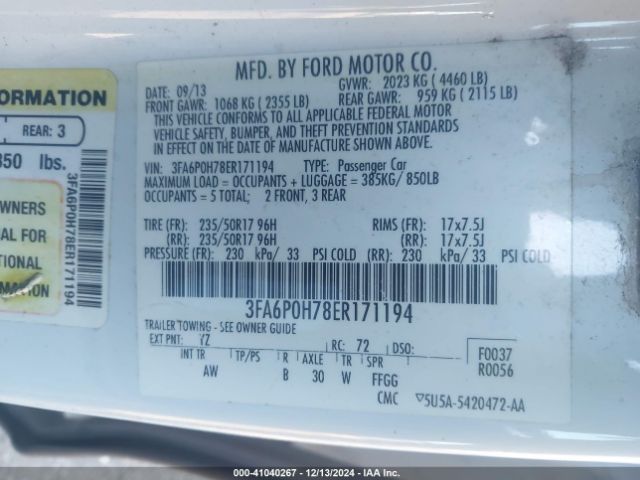 ORMATION
REAR: 3
850 lbs.
3FA6P0H78ER171194
OWNERS
AL FOR
TIONAL
MATION
MFD. BY FORD MOTOR CO.
DATE: 09/13 GVWR: 2023 KG ( 4460 LB)
FRONT GAWR: 1068 KG ( 2355 LB) REAR GAWR: 959 KG ( 2115 LB)
THIS VEHICLE CONFORMS TO ALL APPLICABLE FEDERAL MOTOR
VEHICLE SAFETY, BUMPER, AND THEFT PREVENTION STANDARDS
IN EFFECT ON THE DATE OF MANUFACTURE SHOWN ABOVE.
VIN: 3FA6P0H78ER171194 TYPE: Passenger Car
MAXIMUM LOAD = OCCUPANTS + LUGGAGE = 385KG/ 850LB
OCCUPANTS = 5 TOTAL; 2 FRONT, 3 REAR
TIRE (FR): 235/50R17 96H RIMS (FR): 17x7.5J
(RR): 235/50R17 96H (RR): 17x7.5J
PRESSURE (FR): 230 kPa/ 33 PSI COLD (RR): 230 kPa/ 33 PSI COLD
3FA6P0H78ER171194
TRAILER TOWING - SEE OWNER GUIDE
EXT PNT: YZ RC: 72 DSO: F0037
INT TR TP/PS R AXLE TR SPR R0056
AW B 30 W FFGG
CMC ▽5U5A-5420472-AA
000-41040267 - 12/13/2024 - IAA Inc.